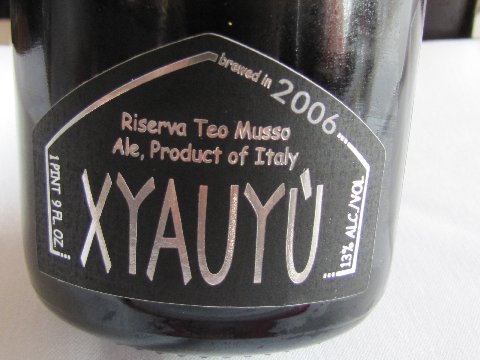 brewed in 2006...
Riserva Teo Musso
Ale, Product of Italy
XYAUYÙ
1 PINT 9 FL. OZ.
13% ALC/VOL